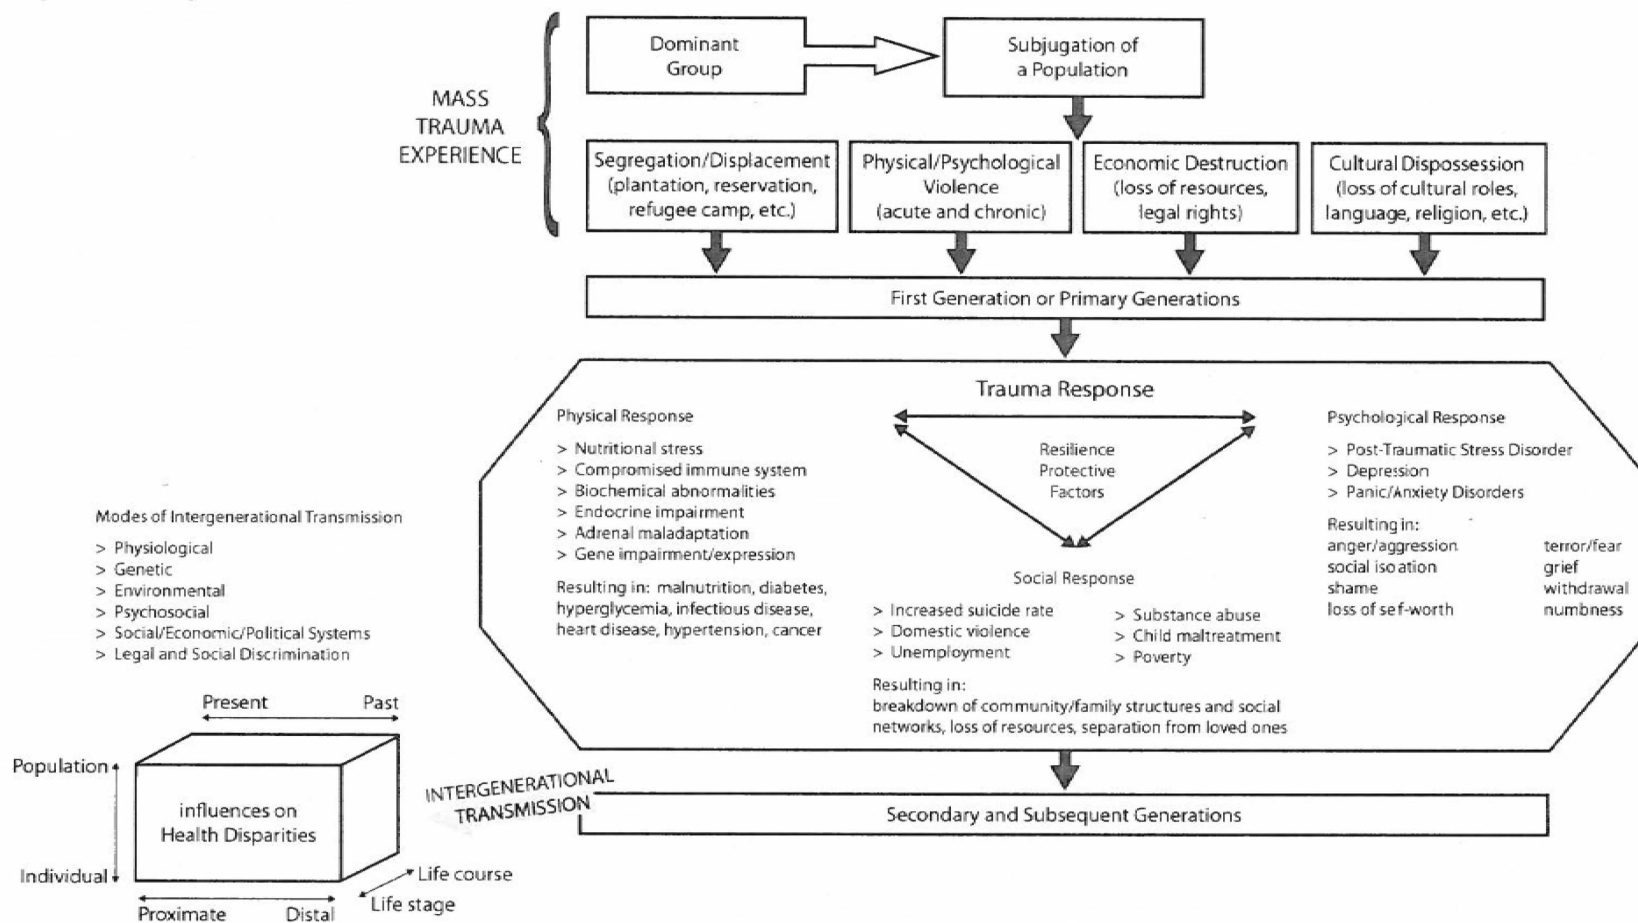 MASS
TRAUMA
EXPERIENCE
Dominant
Group
Subjugation of
a Population
Segregation/Displacement
(plantation, reservation,
refugee camp, etc.)
Physical/Psychological
Violence
(acute and chronic)
Economic Destruction
(loss of resources,
legal rights)
Cultural Dispossession
(loss of cultural roles,
language, religion, etc.)
First Generation or Primary Generations
Trauma Response
Physical Response
> Nutritional stress
> Compromised immune system
> Biochemical abnormalities
> Endocrine impairment
> Adrenal maladaptation
> Gene impairment/expression
Resulting in: malnutrition, diabetes,
hyperglycemia, infectious disease,
heart disease, hypertension, cancer
Resilience
Protective
Factors
Psychological Response
> Post-Traumatic Stress Disorder
> Depression
> Panic/Anxiety Disorders
Resulting in:
anger/aggression
social isoation
shame
loss of sef-worth
terror/fear
grief
withdrawal
numbness
Social Response
> Increased suicide rate
> Domestic violence
> Unemployment
> Substance abuse
> Child maltreatment
> Poverty
Resulting in:
breakdown of community/family structures and social
networks, loss of resources, separation from loved ones
Secondary and Subsequent Generations
INTERGENERATIONAL
TRANSMISSION
Modes of Intergenerational Transmission
> Physiological
> Genetic
> Environmental
> Psychosocial
> Social/Economic/Political Systems
> Legal and Social Discrimination
Present
Past
Population
Individual
influences on
Health Disparities
Life course
Life stage
Proximate
Distal